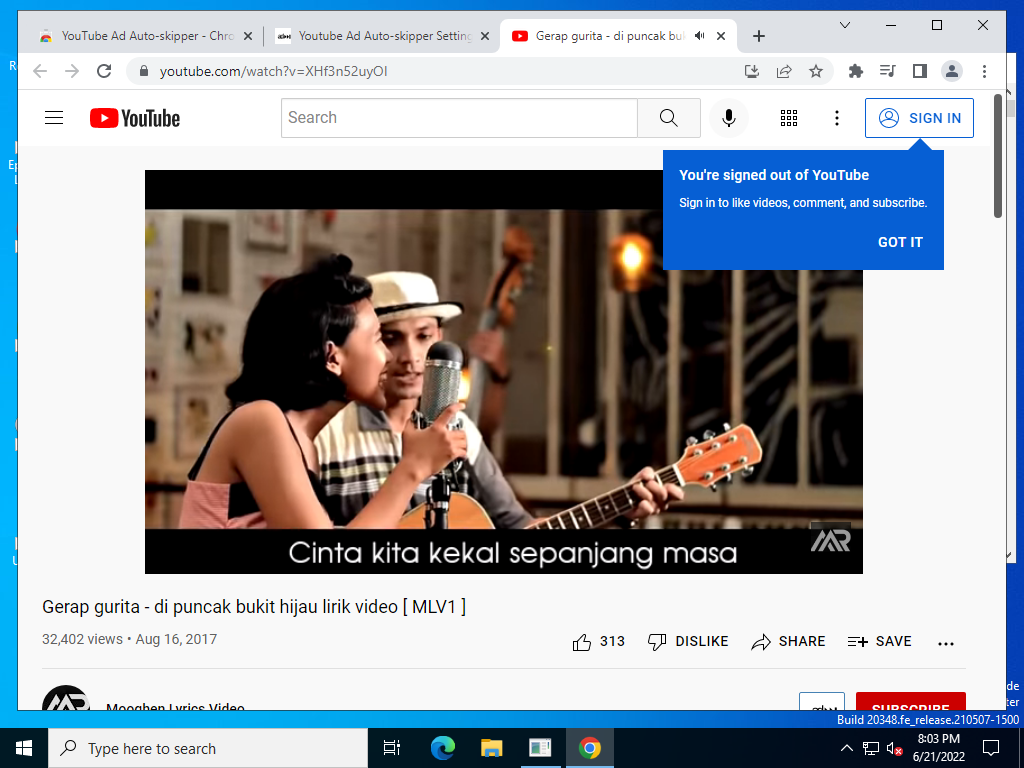 YouTube Ad Auto-skipper - Chro
Youtube Ad Auto-skipper Setting
Gerap gurita - di puncak buk
youtube.com/watch?v=XHf3n52uyOI
YouTube
Search
SIGN IN
You're signed out of YouTube
Sign in to like videos, comment, and subscribe.
GOT IT
Cinta kita kekal sepanjang masa
MR
Gerap gurita - di puncak bukit hijau lirik video [ MLV1 ]
32,402 views • Aug 16, 2017
313
DISLIKE
SHARE
SAVE
Mooghen Lyrics Video
SUBSCRIBE
Build 20348.fe_release.210507-1500
Type here to search
8:03 PM
6/21/2022